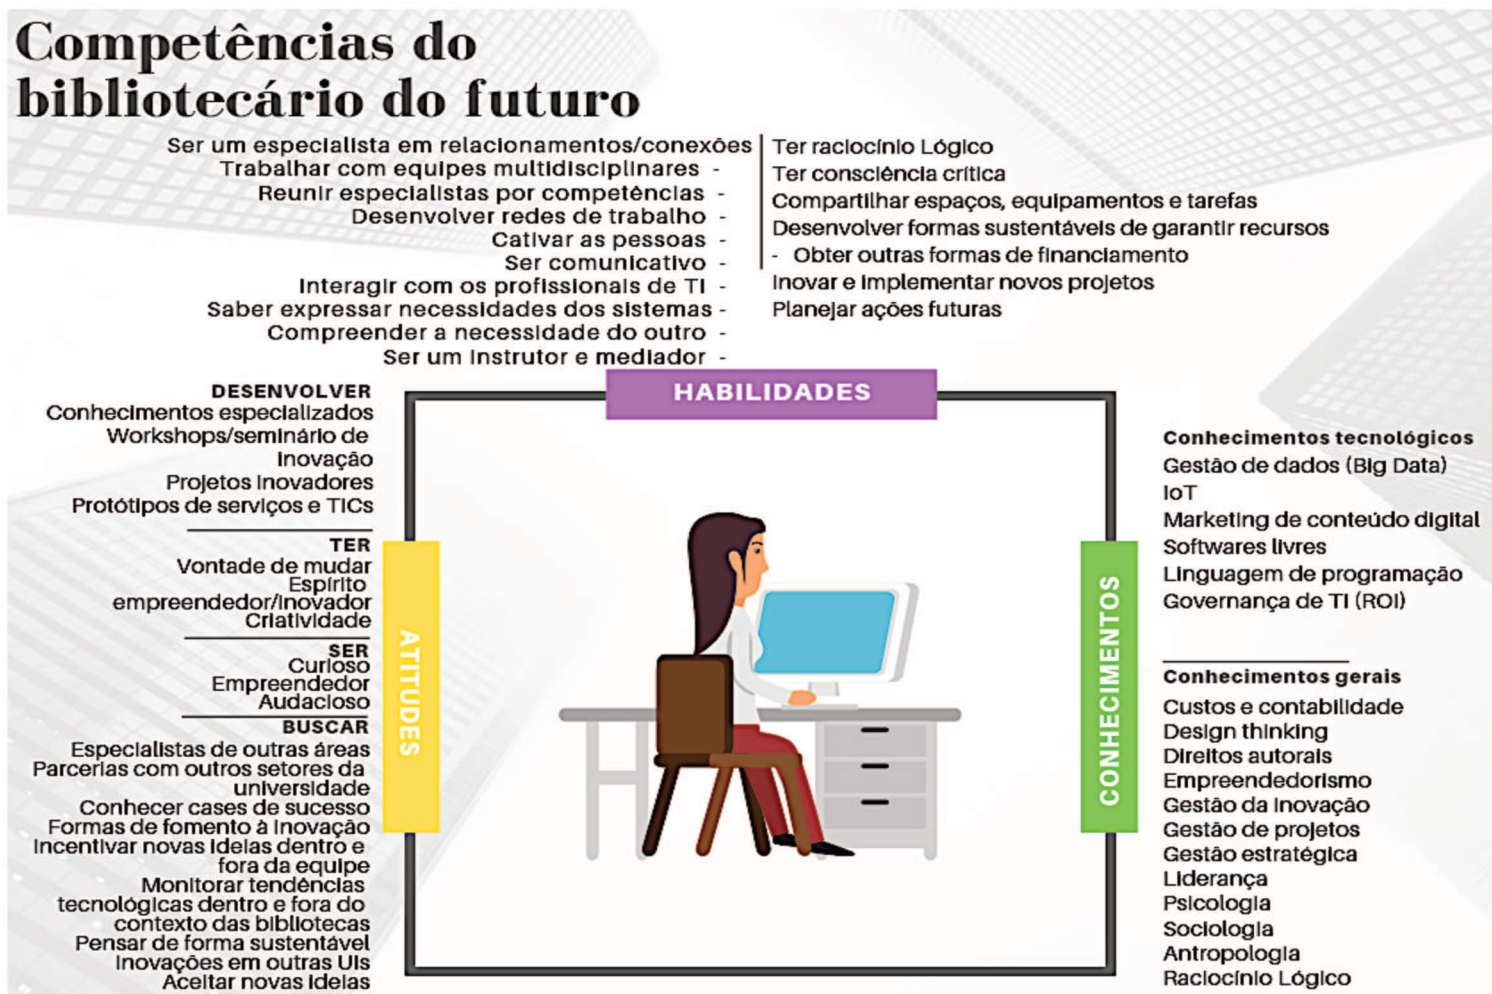 Competências do
bibliotecário do futuro
Ser um especialista em relacionamentos/conexões
Trabalhar com equipes multidisciplinares -
Reunir especialistas por competências -
Desenvolver redes de trabalho -
Cativar as pessoas -
Ser comunicativo -
Interagir com os profissionais de TI -
Saber expressar necessidades dos sistemas -
Compreender a necessidade do outro -
Ser um instrutor e mediador -
Ter raciocínio Lógico
Ter consciência crítica
Compartilhar espaços, equipamentos e tarefas
Desenvolver formas sustentáveis de garantir recursos
- Obter outras formas de financiamento
Inovar e implementar novos projetos
Planejar ações futuras
HABILIDADES
DESENVOLVER
Conhecimentos especializados
Workshops/seminário de
inovação
Projetos inovadores
Protótipos de serviços e TICs
TER
Vontade de mudar
Espírito
empreendedor/inovador
Criatividade
SER
Curioso
Empreendedor
Audacioso
BUSCAR
Especialistas de outras áreas
Parcerias com outros setores da
universidade
Conhecer cases de sucesso
Formas de fomento à inovação
Incentivar novas ideias dentro e
fora da equipe
Monitorar tendências
tecnológicas dentro e fora do
contexto das bibliotecas
Pensar de forma sustentável
Inovações em outras UIs
Aceitar novas ideias
ATITUDES
CONHECIMENTOS
Conhecimentos tecnológicos
Gestão de dados (Big Data)
IoT
Marketing de conteúdo digital
Softwares livres
Linguagem de programação
Governança de TI (ROI)
Conhecimentos gerais
Custos e contabilidade
Design thinking
Direitos autorais
Empreendedorismo
Gestão da Inovação
Gestão de projetos
Gestão estratégica
Liderança
Psicologia
Sociologia
Antropologia
Raciocínio Lógico